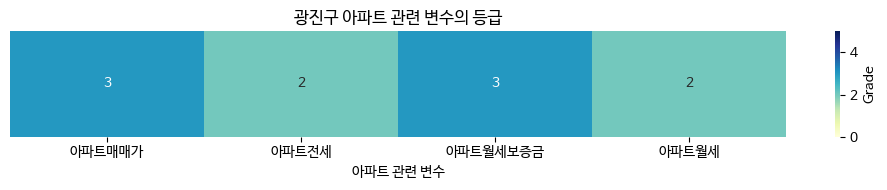 광진구 아파트 관련 변수의 등급
3 2 3 2
아파트매매가 아파트전세 아파트월세보증금 아파트월세
아파트 관련 변수
4
2
0
Grade